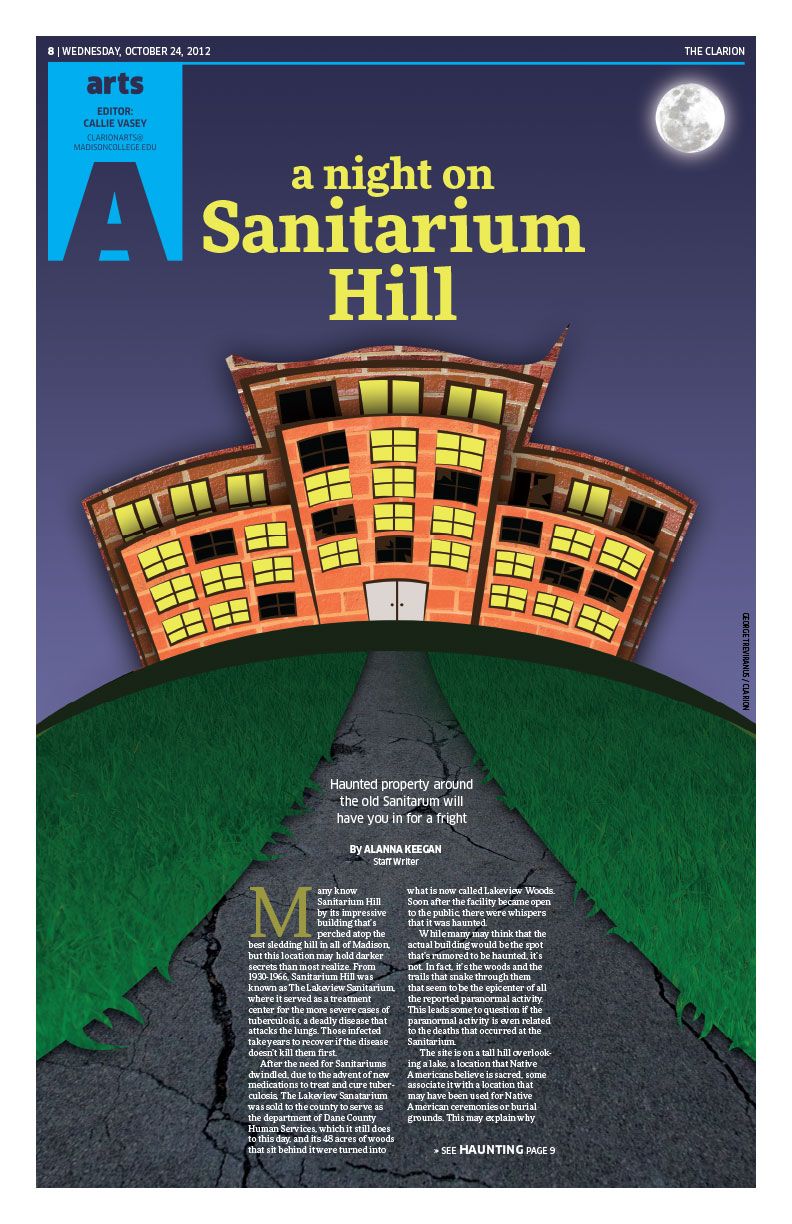 8 | WEDNESDAY, OCTOBER 24, 2012
THE CLARION
arts
EDITOR:
CALLIE VASEY
CLARIONARTS@
MADISONCOLLEGE.EDU
A
a night on
Sanitarium
Hill
GEORGE TREVIRANUS / CLARION
Haunted property around
the old Sanitarum will
have you in for a fright
By ALANNA KEEGAN
Staff Writer
Many know
Sanitarium Hill
by its impressive
building that's
perched atop the
best sledding hill in all of Madison,
but this location may hold darker
secrets than most realize. From
1930-1966, Sanitarium Hill was
known as The Lakeview Sanitarium,
where it served as a treatment
center for the more severe cases of
tuberculosis, a deadly disease that
attacks the lungs. Those infected
take years to recover if the disease
doesn't kill them first.
After the need for Sanitariums
dwindled, due to the advent of new
medications to treat and cure tuber-
culosis, The Lakeview Sanatarium
was sold to the county to serve as
the department of Dane County
Human Services, which it still does
to this day, and its 48 acres of woods
that sit behind it were turned into
what is now called Lakeview Woods.
Soon after the facility became open
to the public, there were whispers
that it was haunted.
While many may think that the
actual building would be the spot
that's rumored to be haunted, it's
not. In fact, it's the woods and the
trails that snake through them
that seem to be the epicenter of all
the reported paranormal activity.
This leads some to question if the
paranormal activity is even related
to the deaths that occurred at the
Sanitarium.
The site is on a tall hill overlook-
ing a lake, a location that Native
Americans believe is sacred, some
associate it with a location that
may have been used for Native
American ceremonies or burial
grounds. This may explain why
» SEE HAUNTING PAGE 9